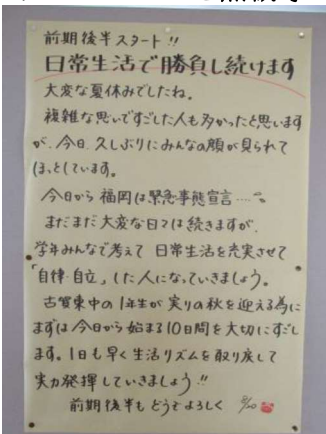 前期後半スタート!!
日常生活で勝負し続けます
大変な夏休みでしたね。
複雑な思いですごした人も多かったと思います
が、今日、久しぶりにみんなの顔が見られて
ほっとしています。
今日から福岡は緊急事態宣言…。
まだまだ大変な日々は続きますが、
学年みんなで考えて 日常生活を充実させて
「自律・自立」した人になっていきましょう。
古賀東中の1年生が実りの秋を迎える為に
まずは今日から始まる10日間を大切にすごし
ます。1日も早く生活リズムを取り戻して
実力発揮していきましょう!!
前期後半もどうぞよろしく 8/20